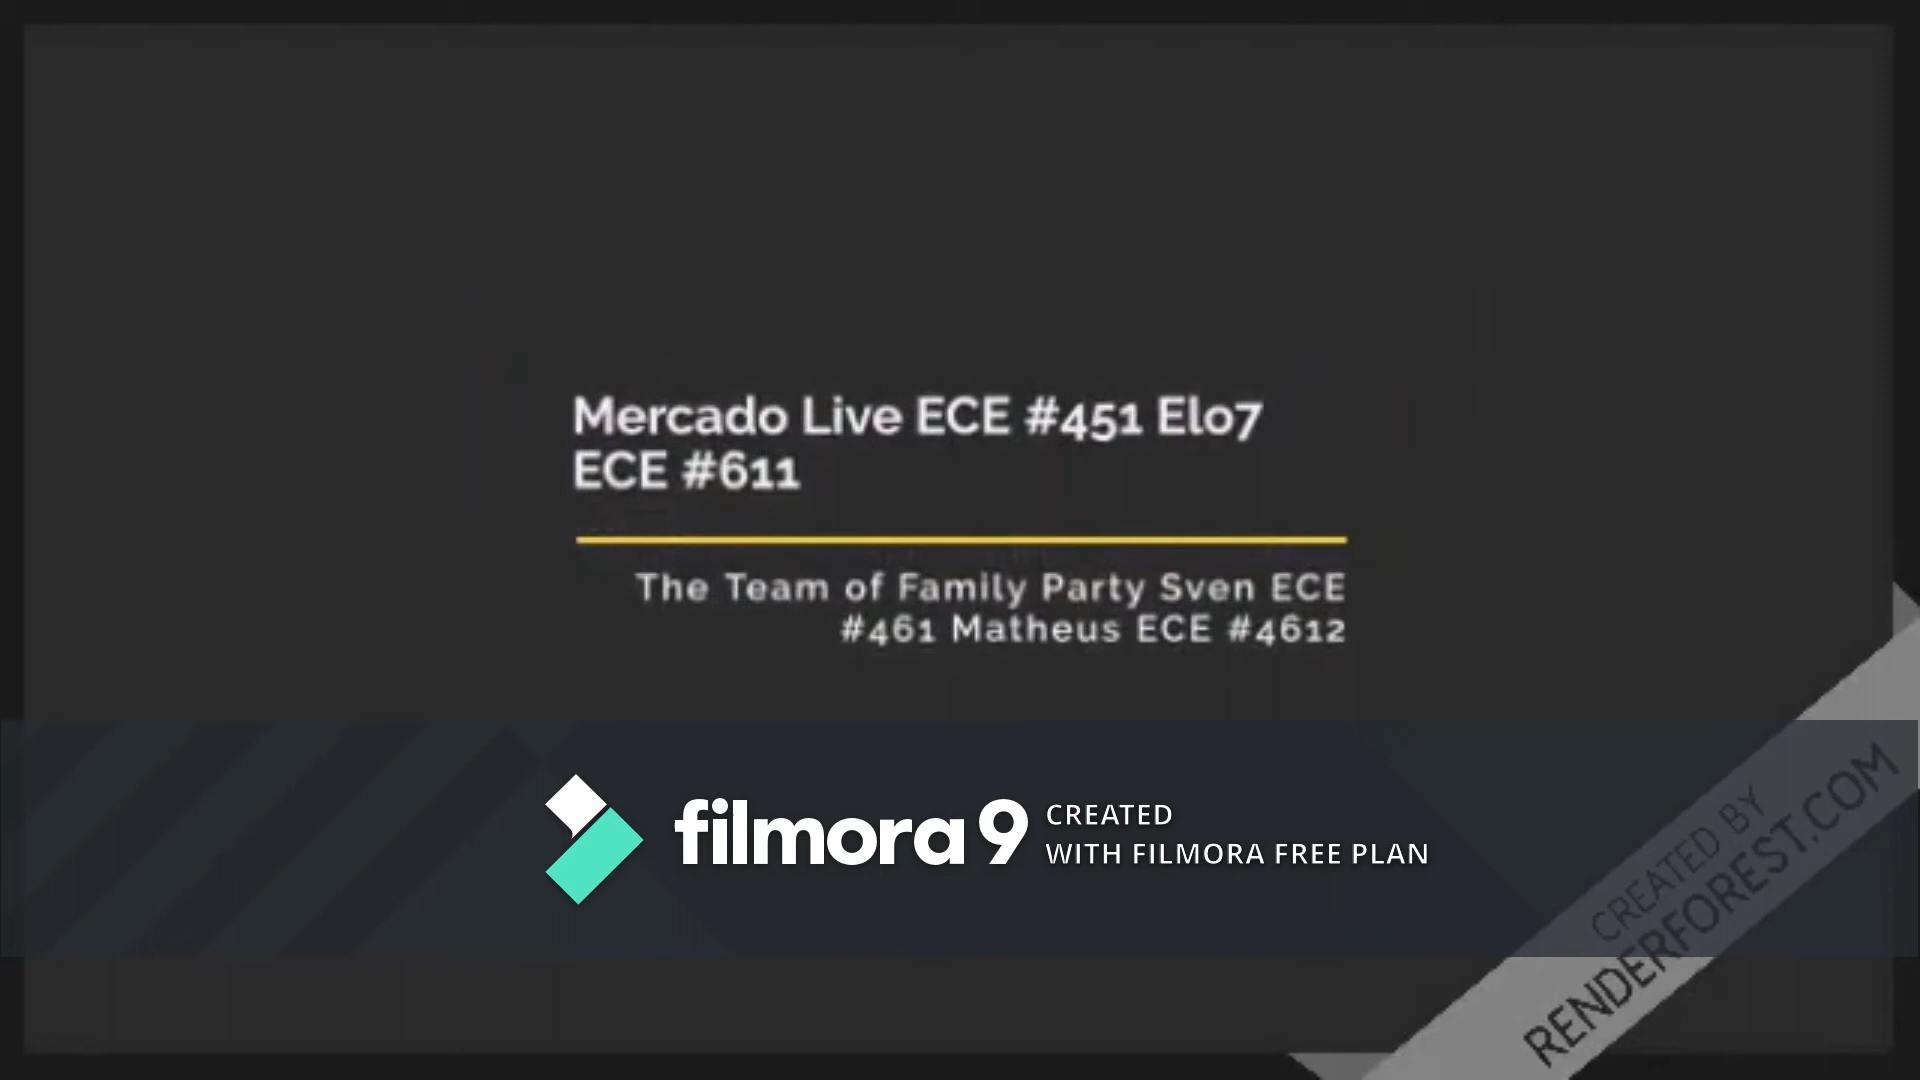 Mercado Live ECE #451 Elo7
ECE #611
The Team of Family Party Sven ECE
#461 Matheus ECE #4612
filmora 9
CREATED
WITH FILMORA FREE PLAN
CREATED BY
RENDERFOREST.COM